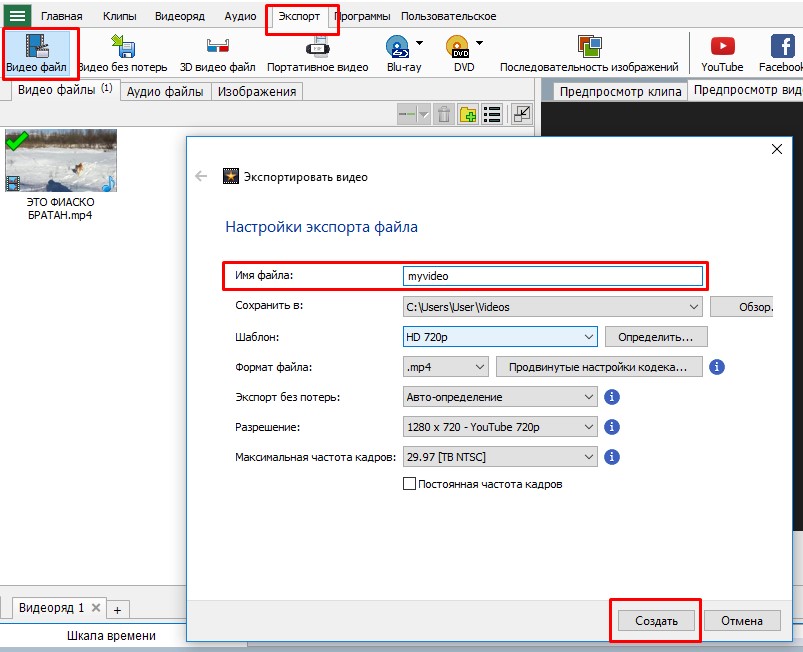 Главная Клипы Видеоряд Аудио Экспорт Программы Пользовательское
Видео файл Видео без потерь 3D видео файл Портативное видео Blu-ray DVD Последовательность изображений YouTube Facebook
Видео файлы (1) Аудио файлы Изображения Предпросмотр клипа Предпросмотр вид
ЭТО ФИАСКО
БРАТАН.mp4
Экспортировать видео
Настройки экспорта файла
Имя файла: myvideo
Сохранить в: C:\Users\User\Videos Обзор.
Шаблон: HD 720p Определить...
Формат файла: .mp4 Продвинутые настройки кодека...
Экспорт без потерь: Авто-определение
Разрешение: 1280 x 720 - YouTube 720p
Максимальная частота кадров: 29.97 [ТВ NTSC]
Постоянная частота кадров
Видеоряд 1 +
Создать Отмена
Шкала времени